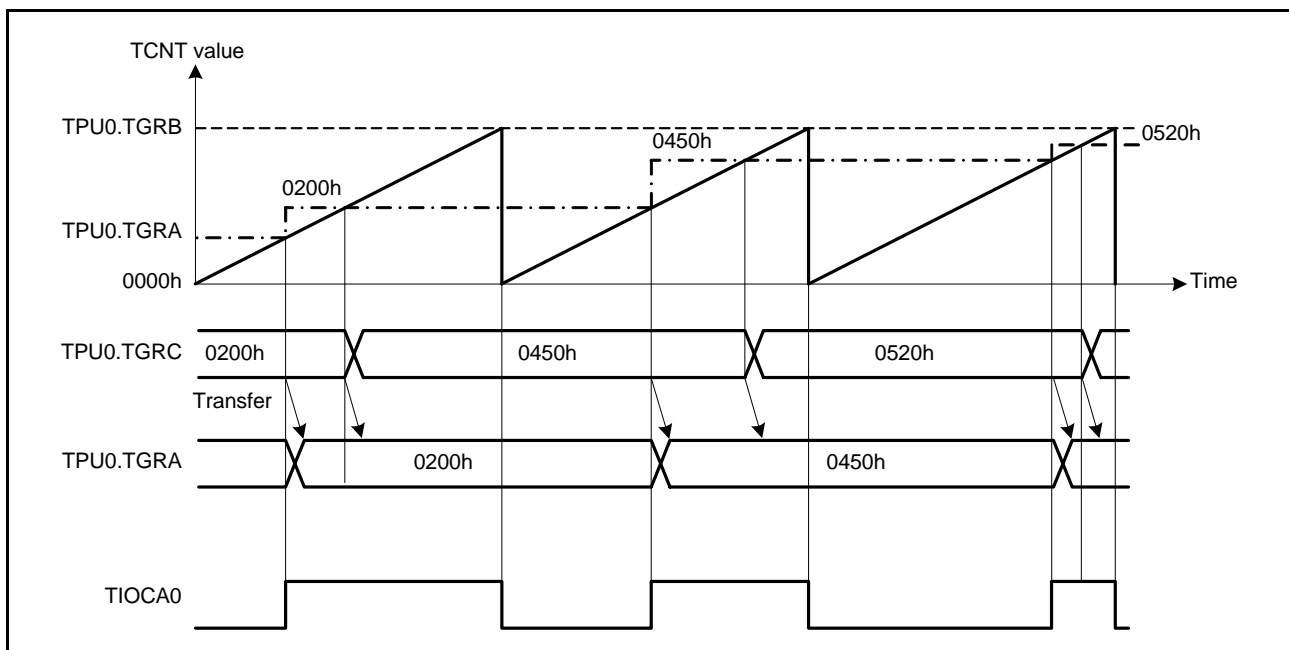 TCNT value
TPU0.TGRB
0520h
0450h
0200h
TPU0.TGRA
0000h
Time
TPU0.TGRC
0200h
0450h
0520h
Transfer
TPU0.TGRA
0200h
0450h
TIOCA0